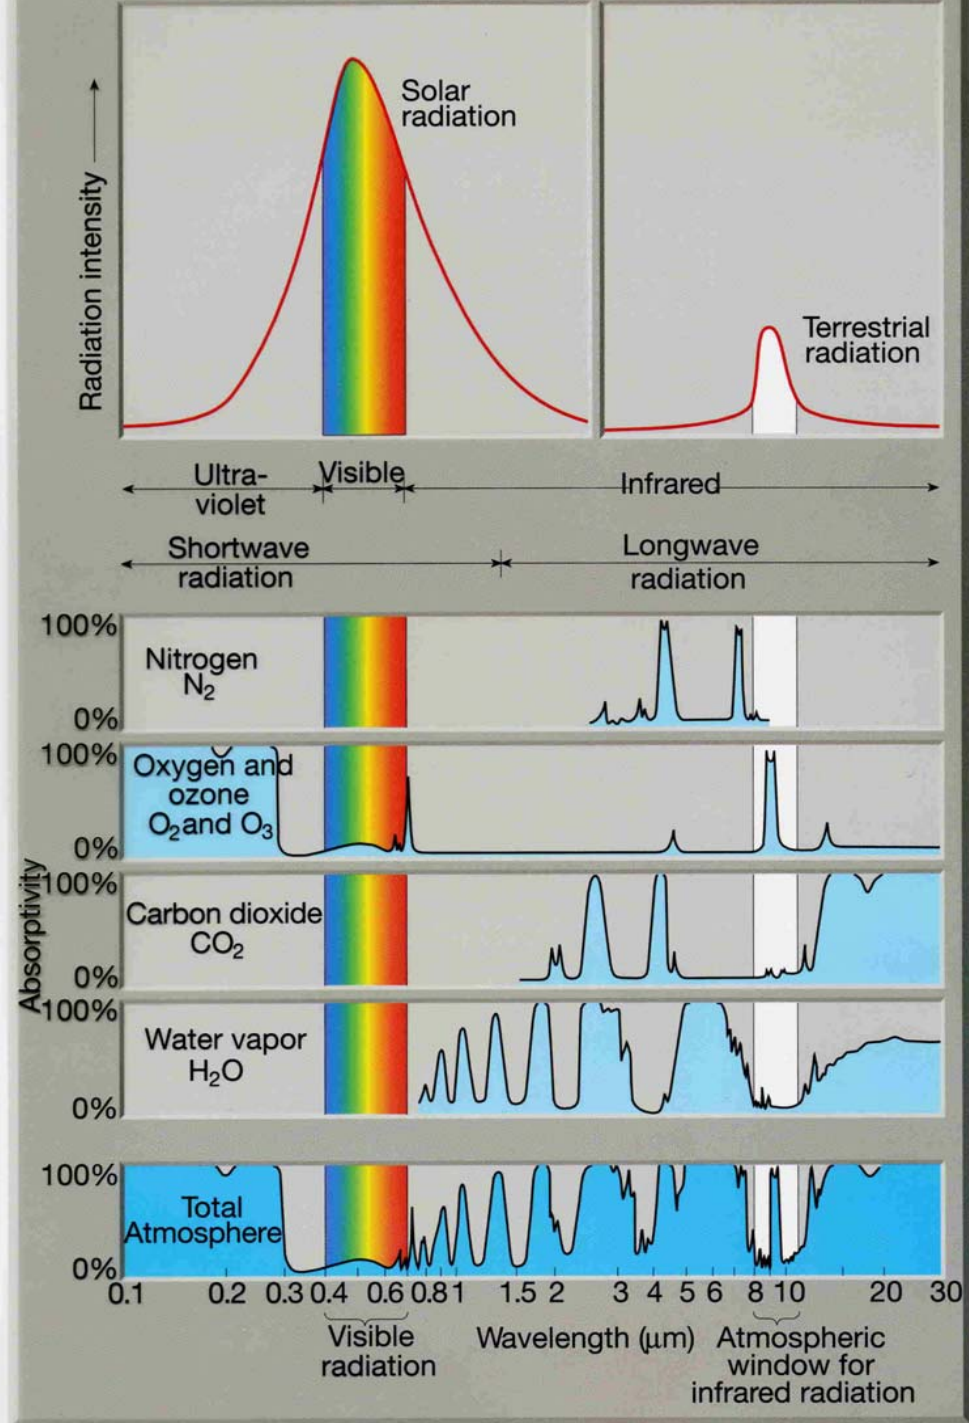 Radiation intensity
Solar
radiation
Terrestrial
radiation
Ultra-
violet
Visible
Infrared
Shortwave
radiation
Longwave
radiation
Absorptivity
100%
Nitrogen
N2
0%
100%
Oxygen and
ozone
O2and O3
0%
100%
Carbon dioxide
CO2
0%
100%
Water vapor
H2O
0%
100%
Total
Atmosphere
0%
0.1 0.2 0.3 0.4 0.6 0.8 1 1.5 2 3 4 5 6 8 10 20 30
Visible
radiation
Wavelength (μm)
Atmospheric
window for
infrared radiation